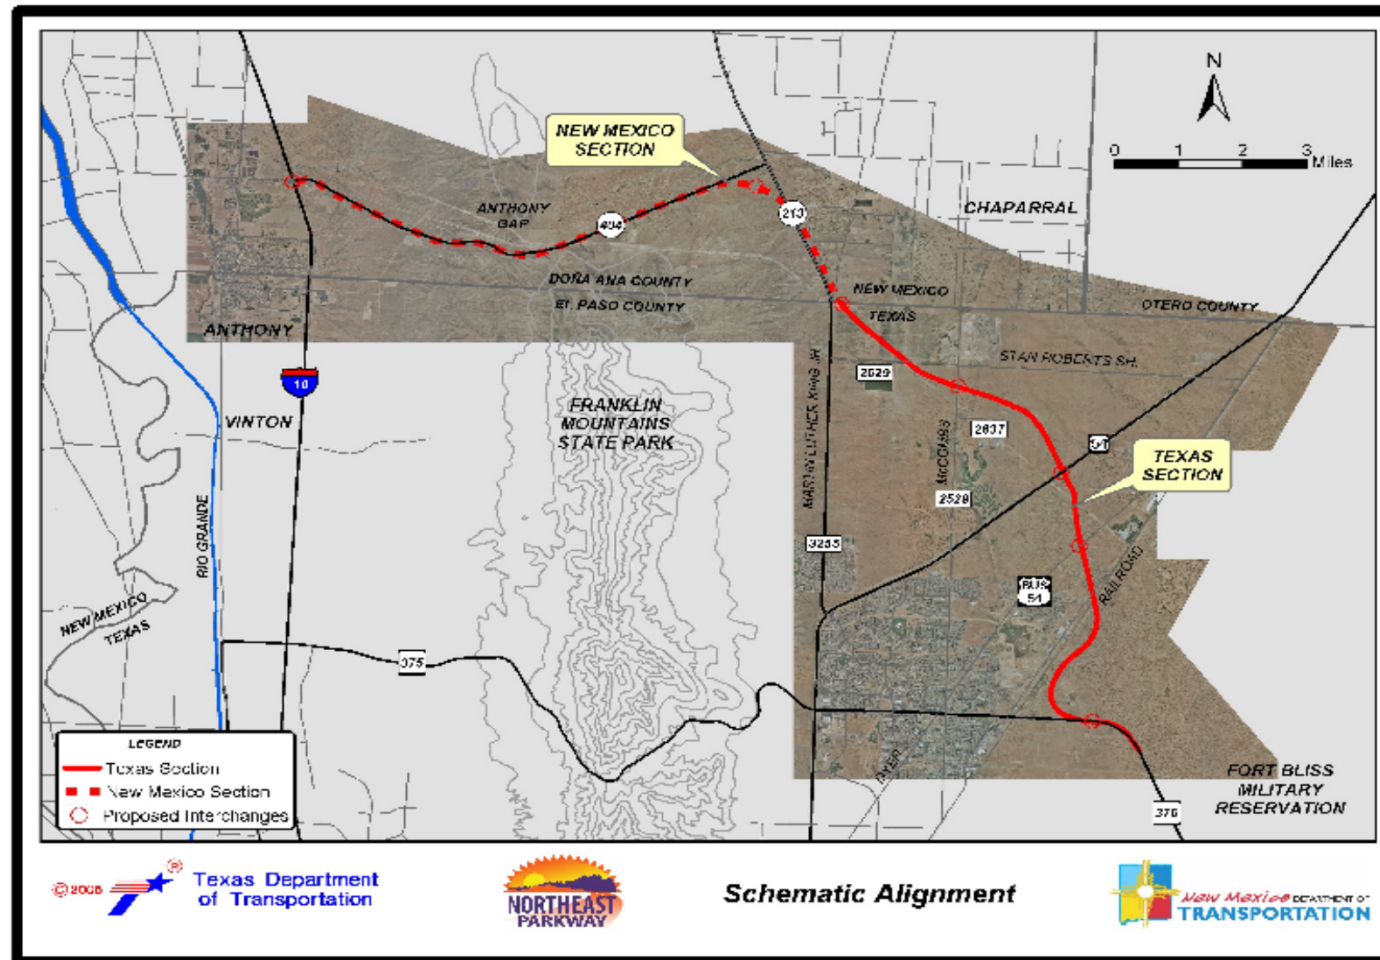 N
0 1 2 3 Miles
NEW MEXICO
SECTION
CHAPARRAL
ANTHONY
GAP
404
213
DOÑA ANA COUNTY
EL PASO COUNTY
NEW MEXICO
TEXAS
OTERO COUNTY
ANTHONY
STAN ROBERTS SH.
10
2529
VINTON
FRANKLIN
MOUNTAINS
STATE PARK
MARTIN LUTHER KING JR
McCOMBS
2637
54
TEXAS
SECTION
2529
RIO GRANDE
3255
BUS
54
RAILROAD
NEW MEXICO
TEXAS
375
DYER
FORT BLISS
MILITARY
RESERVATION
375
LEGEND
Texas Section
New Mexico Section
Proposed Interchanges
© 2005
®
Texas Department
of Transportation
NORTHEAST
PARKWAY
Schematic Alignment
New Mexico DEPARTMENT OF
TRANSPORTATION